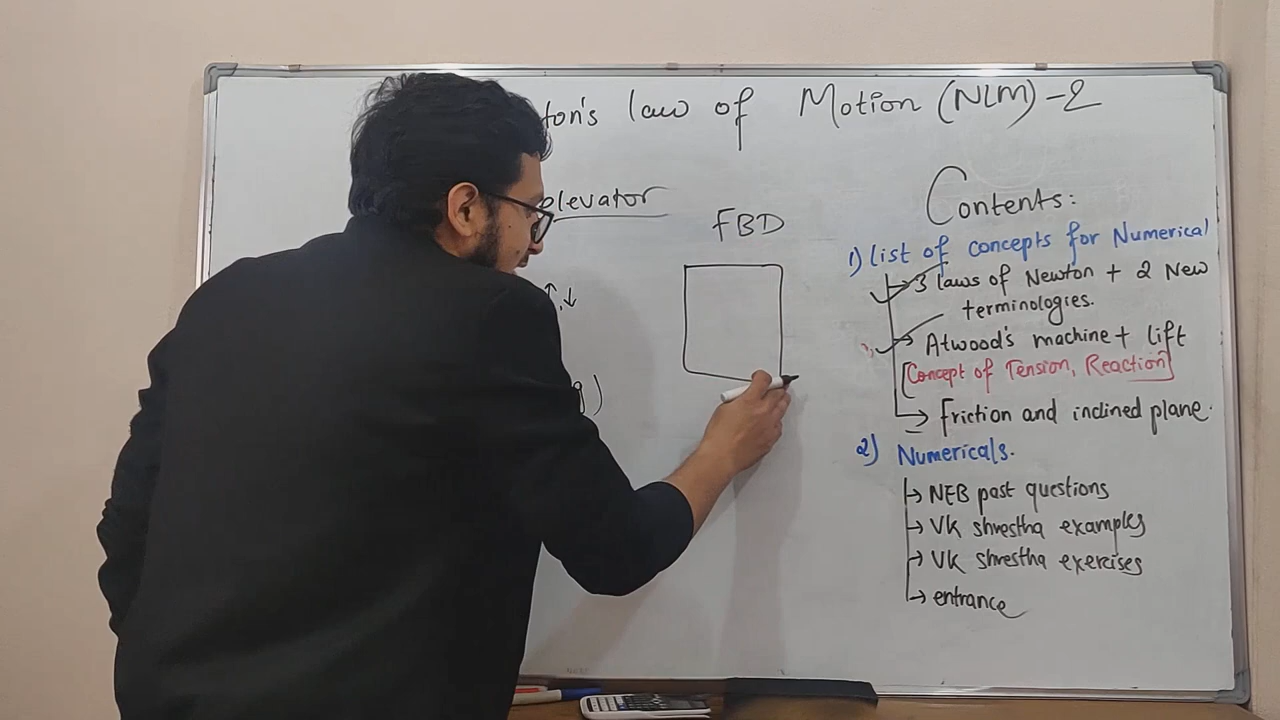 ton's law of Motion (NLM)-2
elevator
FBD
↑,↓
g)
Contents:
1) list of concepts for Numerical
→ 3 laws of Newton + 2 New
terminologies.
→ Atwood's machine + lift
[Concept of Tension, Reaction]
→ friction and inclined plane.
2) Numericals.
→ NEB past questions
→ VK shrestha examples
→ VK shrestha exercises
→ entrance